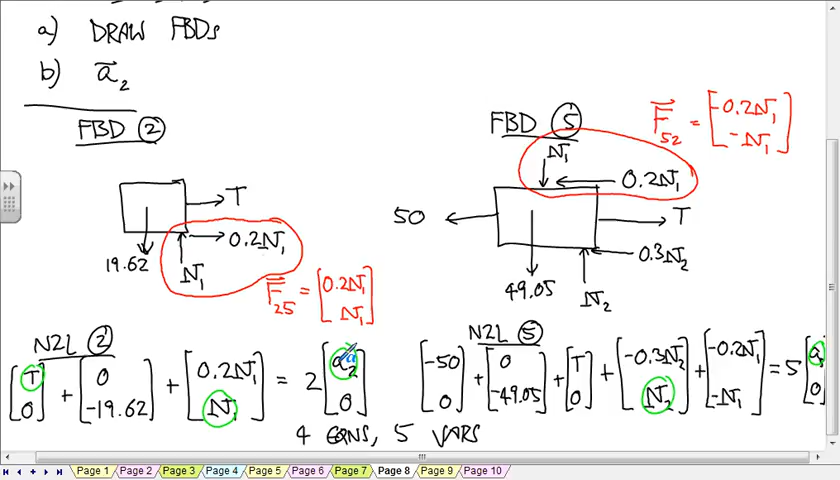 a) DRAW FBDs
b) a⃗₂
FBD ②
FBD ⑤
F⃗₅₂ = [-0.2N₁ -N₁]
N₁
0.2N₁
T
0.2N₁
19.62
N₁
F⃗₂₅ = [0.2N₁ N₁]
50
T
0.3N₂
49.05
N₂
N2L ②
N2L ⑤
[T 0] + [0 -19.62] + [0.2N₁ N₁] = 2 [a₂ 0]
[-50 0] + [0 -49.05] + [T 0] + [-0.3N₂ N₂] + [-0.2N₁ -N₁] = 5
4 EQNS, 5 VARS
Page 1 Page 2 Page 3 Page 4 Page 5 Page 6 Page 7 Page 8 Page 9 Page 10